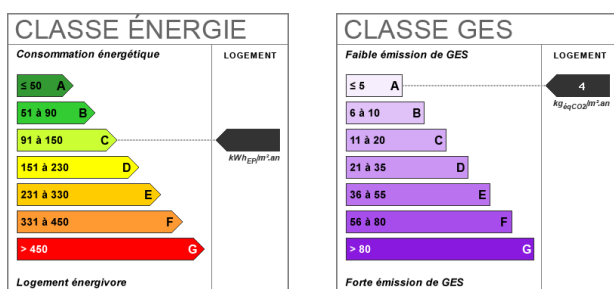 CLASSE ÉNERGIE
Consommation énergétique
LOGEMENT
≤ 50 A
51 à 90 B
91 à 150 C
kWhEP/m².an
151 à 230 D
231 à 330 E
331 à 450 F
> 450 G
Logement énergivore
CLASSE GES
Faible émission de GES
LOGEMENT
≤ 5 A
4
kgéqCO2/m².an
6 à 10 B
11 à 20 C
21 à 35 D
36 à 55 E
56 à 80 F
> 80 G
Forte émission de GES